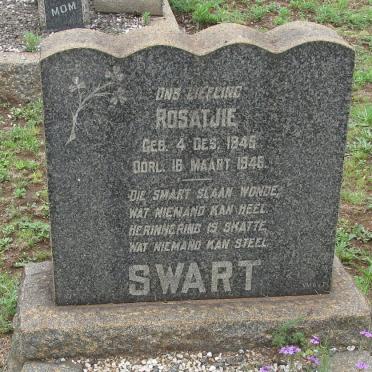 MOM
ONS LIEFLING
ROSATJIE
GEB. 4 DES. 1945
OORL. 16 MAART 1946.
DIE SMART SLAAN WONDE,
WAT NIEMAND KAN HEEL.
HERINNERING IS SKATTE,
WAT NIEMAND KAN STEEL.
SWART